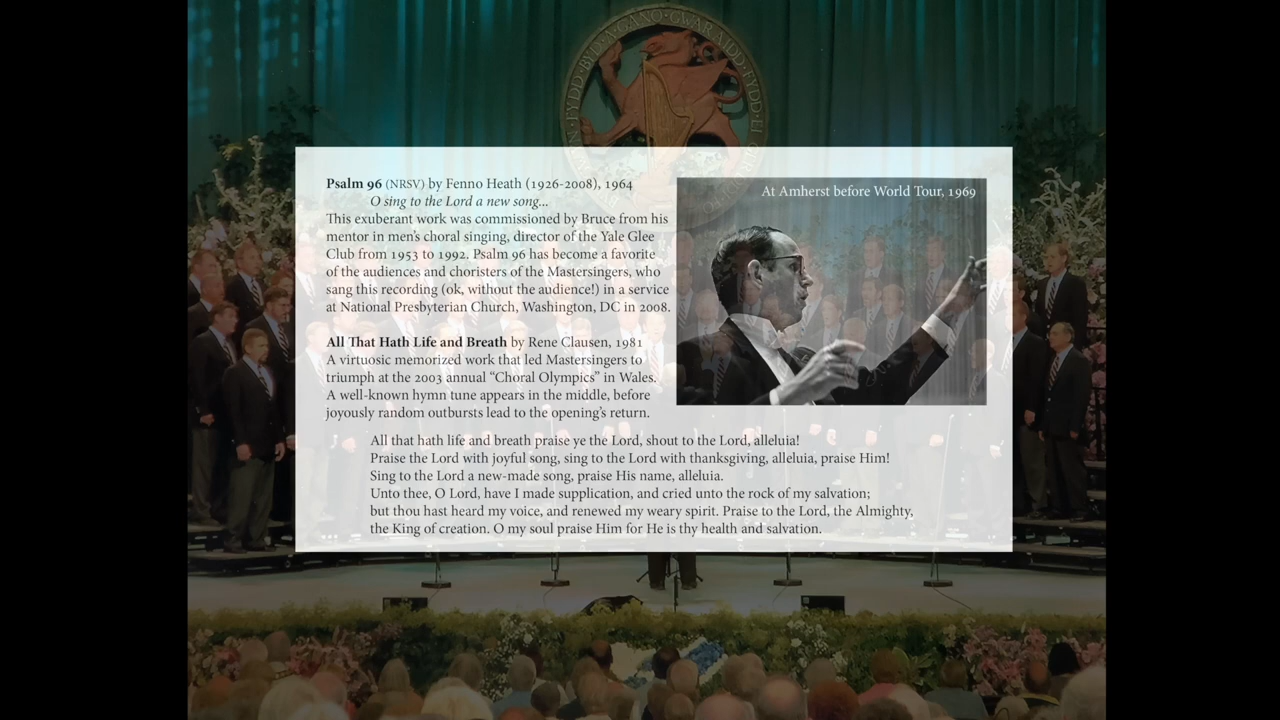 GWYN FYDD·BYD·A·GANO·GWARAIDD·FYDD·EI
Psalm 96 (NRSV) by Fenno Heath (1926-2008), 1964
O sing to the Lord a new song...
This exuberant work was commissioned by Bruce from his
mentor in men's choral singing, director of the Yale Glee
Club from 1953 to 1992. Psalm 96 has become a favorite
of the audiences and choristers of the Mastersingers, who
sang this recording (ok, without the audience!) in a service
at National Presbyterian Church, Washington, DC in 2008.
At Amherst before World Tour, 1969
All That Hath Life and Breath by Rene Clausen, 1981
A virtuosic memorized work that led Mastersingers to
triumph at the 2003 annual “Choral Olympics” in Wales.
A well-known hymn tune appears in the middle, before
joyously random outbursts lead to the opening's return.
All that hath life and breath praise ye the Lord, shout to the Lord, alleluia!
Praise the Lord with joyful song, sing to the Lord with thanksgiving, alleluia, praise Him!
Sing to the Lord a new-made song, praise His name, alleluia.
Unto thee, O Lord, have I made supplication, and cried unto the rock of my salvation;
but thou hast heard my voice, and renewed my weary spirit. Praise to the Lord, the Almighty,
the King of creation. O my soul praise Him for He is thy health and salvation.